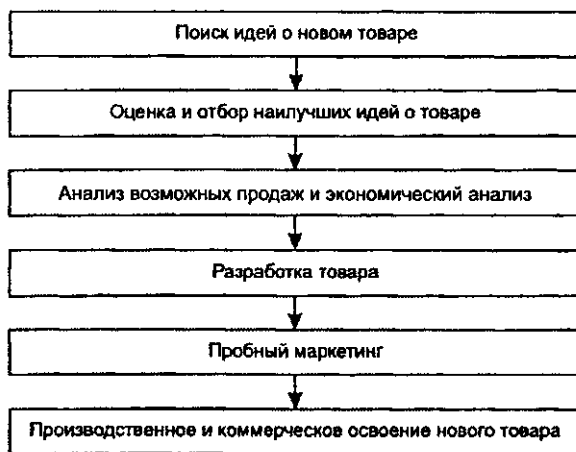 Поиск идей о новом товаре
Оценка и отбор наилучших идей о товаре
Анализ возможных продаж и экономический анализ
Разработка товара
Пробный маркетинг
Производственное и коммерческое освоение нового товара